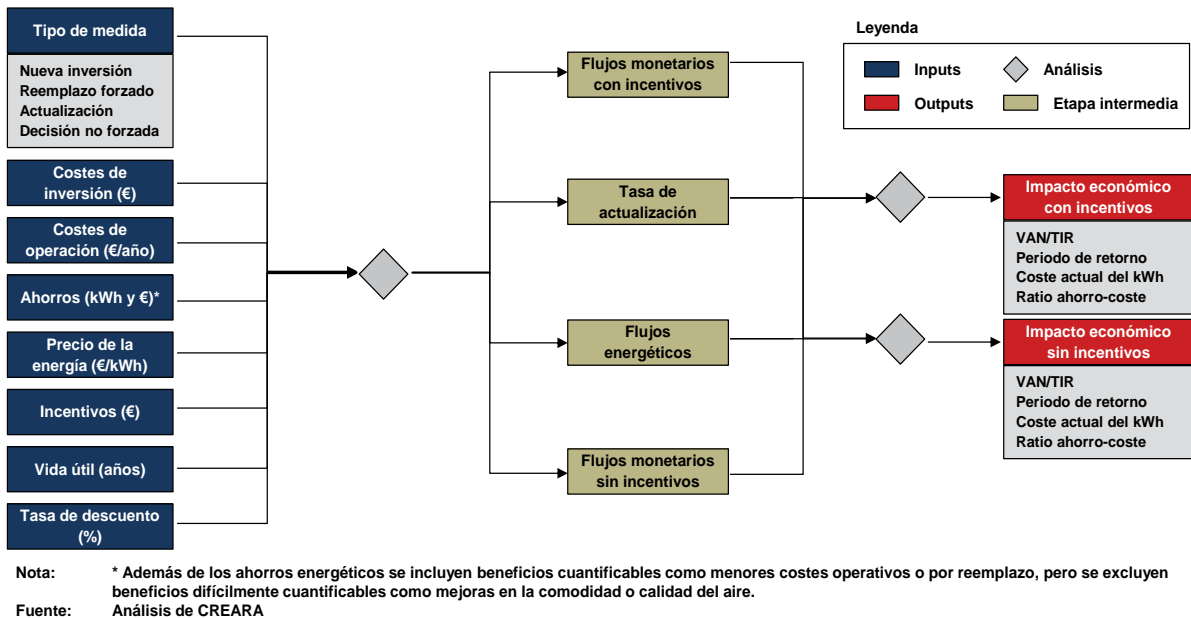 Tipo de medida
Nueva inversión
Reemplazo forzado
Actualización
Decisión no forzada
Costes de
inversión (€)
Costes de
operación (€/año)
Ahorros (kWh y €)*
Precio de la
energía (€/kWh)
Incentivos (€)
Vida útil (años)
Tasa de descuento
(%)
Flujos monetarios
con incentivos
Tasa de
actualización
Flujos
energéticos
Flujos monetarios
sin incentivos
Leyenda
Inputs
Análisis
Outputs
Etapa intermedia
Impacto económico
con incentivos
VAN/TIR
Periodo de retorno
Coste actual del kWh
Ratio ahorro-coste
Impacto económico
sin incentivos
VAN/TIR
Periodo de retorno
Coste actual del kWh
Ratio ahorro-coste
Nota: * Además de los ahorros energéticos se incluyen beneficios cuantificables como menores costes operativos o por reemplazo, pero se excluyen
beneficios difícilmente cuantificables como mejoras en la comodidad o calidad del aire.
Fuente: Análisis de CREARA